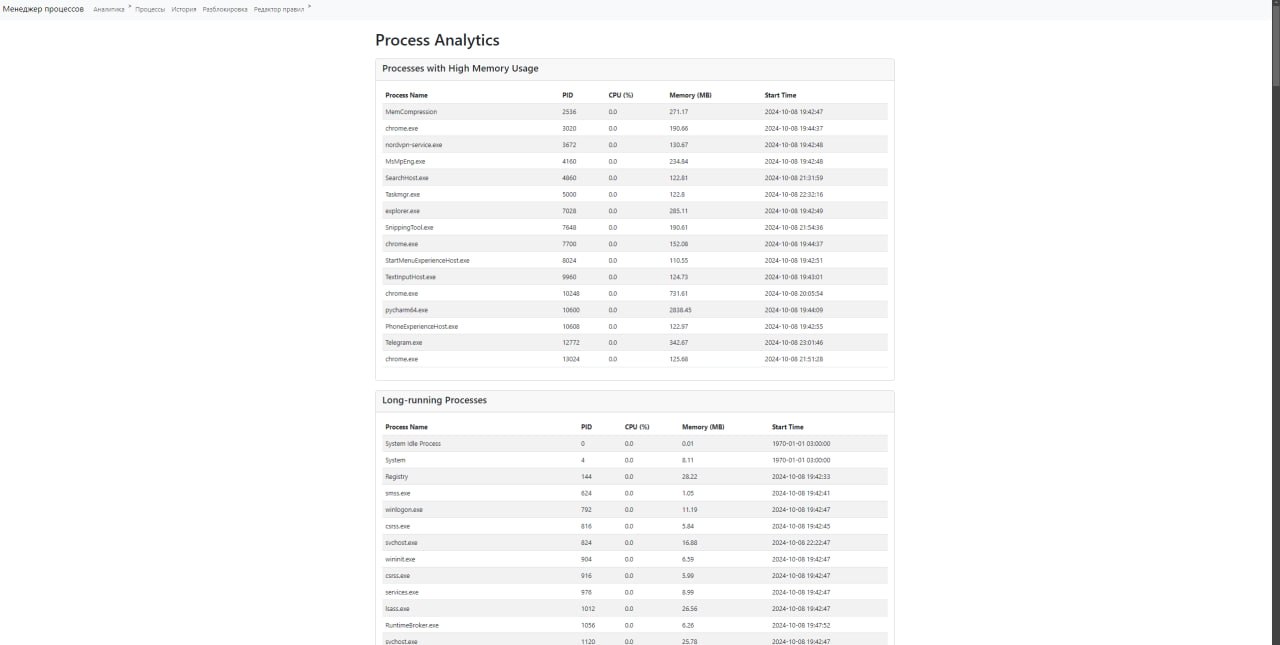 Менеджер процессов Аналитика Процессы История Разблокировка Редактор правил
Process Analytics
Processes with High Memory Usage
Process Name PID CPU (%) Memory (MB) Start Time
MemCompression 2536 0.0 271.17 2024-10-08 19:42:47
chrome.exe 3020 0.0 190.66 2024-10-08 19:44:37
nordvpn-service.exe 3672 0.0 130.67 2024-10-08 19:42:48
MsMpEng.exe 4160 0.0 234.84 2024-10-08 19:42:48
SearchHost.exe 4860 0.0 122.81 2024-10-08 21:31:59
Taskmgr.exe 5000 0.0 122.8 2024-10-08 22:32:16
explorer.exe 7028 0.0 285.11 2024-10-08 19:42:49
SnippingTool.exe 7648 0.0 190.61 2024-10-08 21:54:36
chrome.exe 7700 0.0 152.08 2024-10-08 19:44:37
StartMenuExperienceHost.exe 8024 0.0 110.55 2024-10-08 19:42:51
TextInputHost.exe 9960 0.0 124.73 2024-10-08 19:43:01
chrome.exe 10248 0.0 731.61 2024-10-08 20:05:54
pycharm64.exe 10600 0.0 2838.45 2024-10-08 19:44:09
PhoneExperienceHost.exe 10608 0.0 122.97 2024-10-08 19:42:55
Telegram.exe 12772 0.0 342.67 2024-10-08 23:01:46
chrome.exe 13024 0.0 125.68 2024-10-08 21:51:28
Long-running Processes
Process Name PID CPU (%) Memory (MB) Start Time
System Idle Process 0 0.0 0.01 1970-01-01 03:00:00
System 4 0.0 8.11 1970-01-01 03:00:00
Registry 144 0.0 28.22 2024-10-08 19:42:33
smss.exe 624 0.0 1.05 2024-10-08 19:42:41
winlogon.exe 792 0.0 11.19 2024-10-08 19:42:47
csrss.exe 816 0.0 5.84 2024-10-08 19:42:45
svchost.exe 824 0.0 16.88 2024-10-08 22:22:47
wininit.exe 904 0.0 6.59 2024-10-08 19:42:47
csrss.exe 916 0.0 5.99 2024-10-08 19:42:47
services.exe 976 0.0 8.99 2024-10-08 19:42:47
lsass.exe 1012 0.0 26.56 2024-10-08 19:42:47
RuntimeBroker.exe 1056 0.0 6.26 2024-10-08 19:47:52
svchost.exe 1120 0.0 25.78 2024-10-08 19:42:47